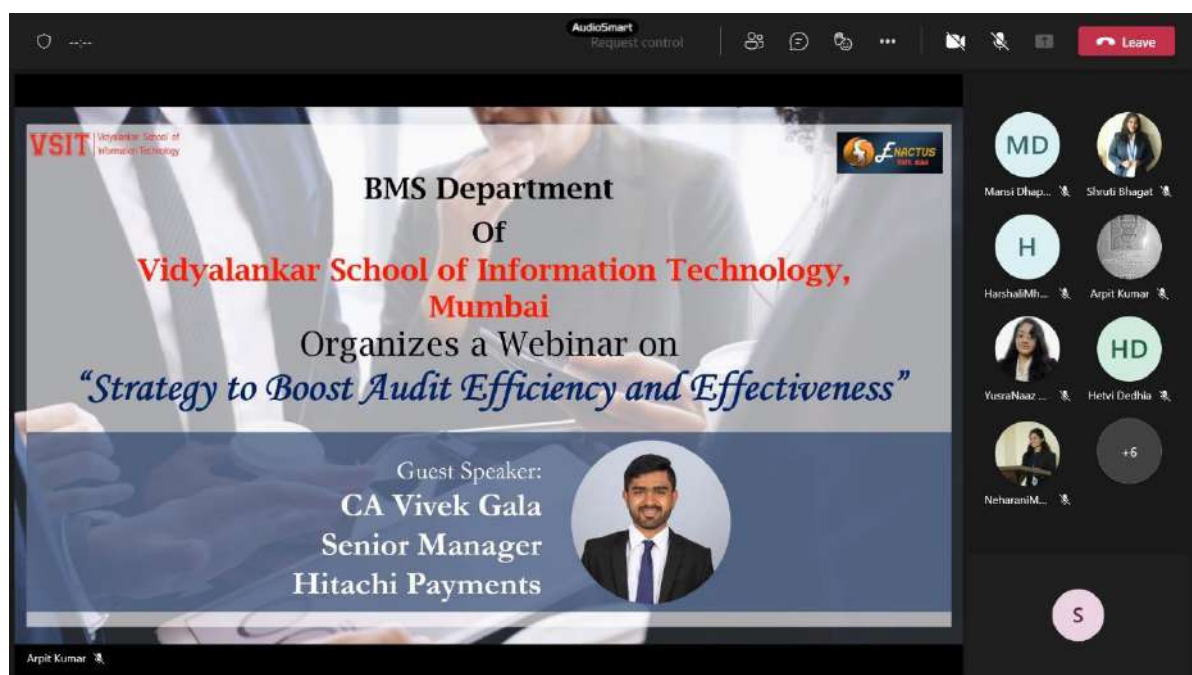 AudioSmart
Request control
--:--
Leave
VSIT Vidyalankar School of
Information Technology
ENACTUS
BMS Department
Of
Vidyalankar School of Information Technology,
Mumbai
Organizes a Webinar on
“Strategy to Boost Audit Efficiency and Effectiveness”
Guest Speaker:
CA Vivek Gala
Senior Manager
Hitachi Payments
Arpit Kumar
MD
Mansi Dhap...
Shruti Bhagat
H
HarshaliMh...
Arpit Kumar
YusraNaaz ...
HD
Hetvi Dedhia
NeharaniM...
+6
S